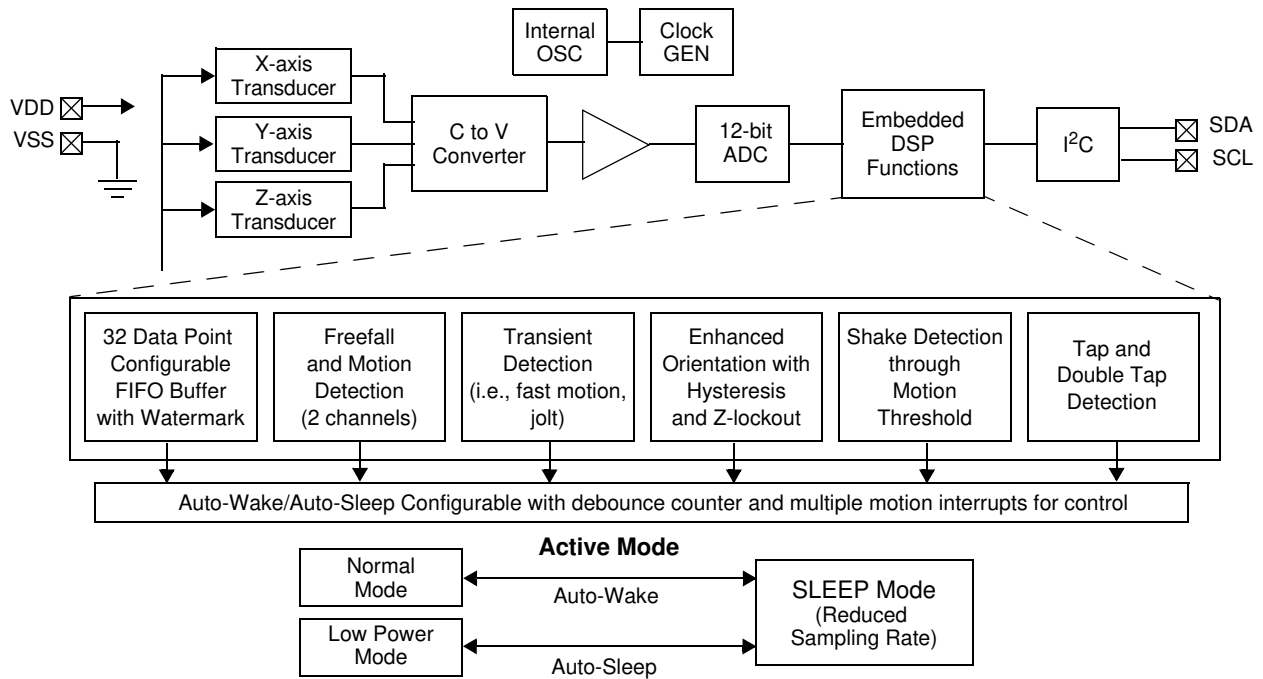 Internal
OSC
Clock
GEN
X-axis
Transducer
Y-axis
Transducer
Z-axis
Transducer
VDD
VSS
C to V
Converter
12-bit
ADC
Embedded
DSP
Functions
I²C
SDA
SCL
32 Data Point
Configurable
FIFO Buffer
with Watermark
Freefall
and Motion
Detection
(2 channels)
Transient
Detection
(i.e., fast motion,
jolt)
Enhanced
Orientation with
Hysteresis
and Z-lockout
Shake Detection
through
Motion
Threshold
Tap and
Double Tap
Detection
Auto-Wake/Auto-Sleep Configurable with debounce counter and multiple motion interrupts for control
Active Mode
Normal
Mode
Auto-Wake
Low Power
Mode
Auto-Sleep
SLEEP Mode
(Reduced
Sampling Rate)